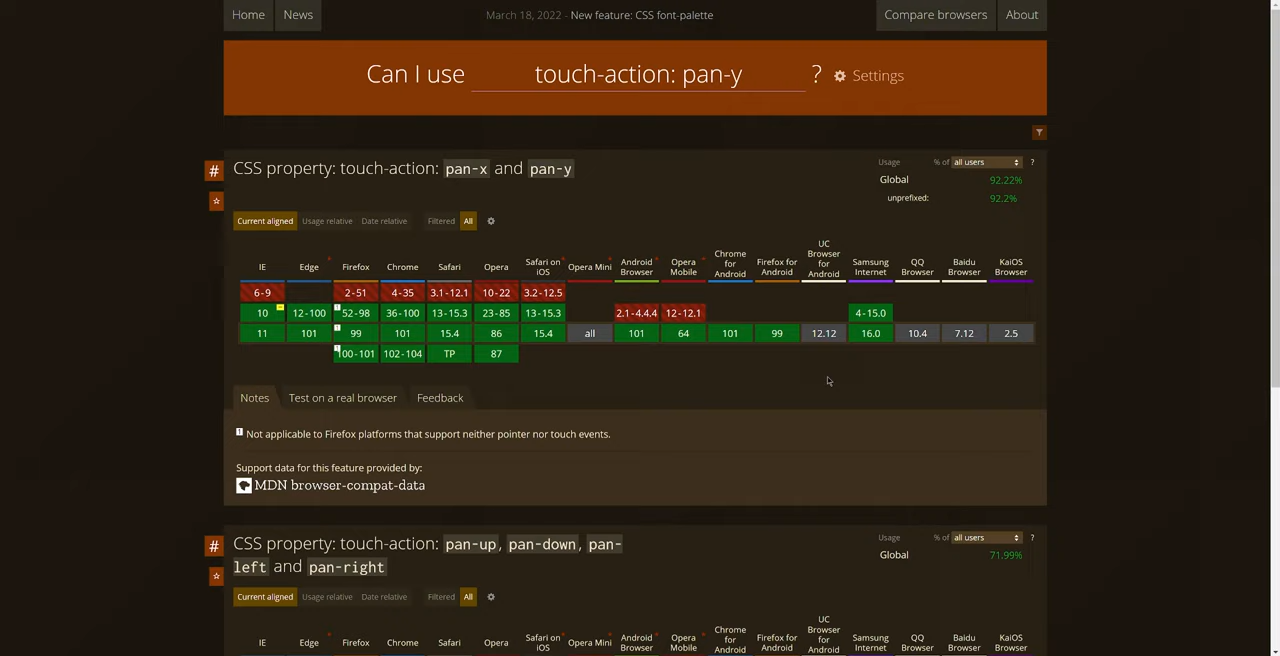 Home News March 18, 2022 - New feature: CSS font-palette Compare browsers About
Can I use touch-action: pan-y ? Settings
# CSS property: touch-action: pan-x and pan-y
Usage % of all users ?
Global 92.22%
unprefixed: 92.2%
Current aligned Usage relative Date relative Filtered All
IE Edge * Firefox Chrome Safari Opera Safari on iOS * Opera Mini * Android Browser * Opera Mobile * Chrome for Android Firefox for Android UC Browser for Android Samsung Internet QQ Browser Baidu Browser KaiOS Browser
6-9 2-51 4-35 3.1-12.1 10-22 3.2-12.5
10 12-100 1 52-98 36-100 13-15.3 23-85 13-15.3 2.1-4.4.4 12-12.1 4-15.0
11 101 1 99 101 15.4 86 15.4 all 101 64 101 99 12.12 16.0 10.4 7.12 2.5
1 100-101 102-104 TP 87
Notes Test on a real browser Feedback
1 Not applicable to Firefox platforms that support neither pointer nor touch events.
Support data for this feature provided by:
MDN browser-compat-data
# CSS property: touch-action: pan-up, pan-down, pan-
left and pan-right
Usage % of all users ?
Global 71.99%
Current aligned Usage relative Date relative Filtered All
IE Edge * Firefox Chrome Safari Opera Safari on iOS * Opera Mini * Android Browser * Opera Mobile * Chrome for Android Firefox for Android UC Browser for Android Samsung Internet QQ Browser Baidu Browser KaiOS Browser